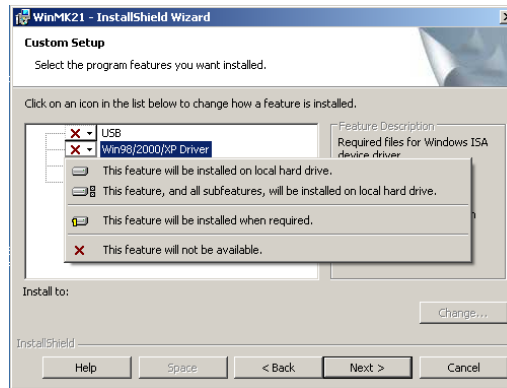 WinMK21 - InstallShield Wizard
Custom Setup
Select the program features you want installed.
Click on an icon in the list below to change how a feature is installed.
USB
Win98/2000/XP Driver
Feature Description
Required files for Windows ISA
device driver
This feature will be installed on local hard drive.
This feature, and all subfeatures, will be installed on local hard drive.
This feature will be installed when required.
This feature will not be available.
Install to:
Change...
InstallShield
Help
Space
< Back
Next >
Cancel